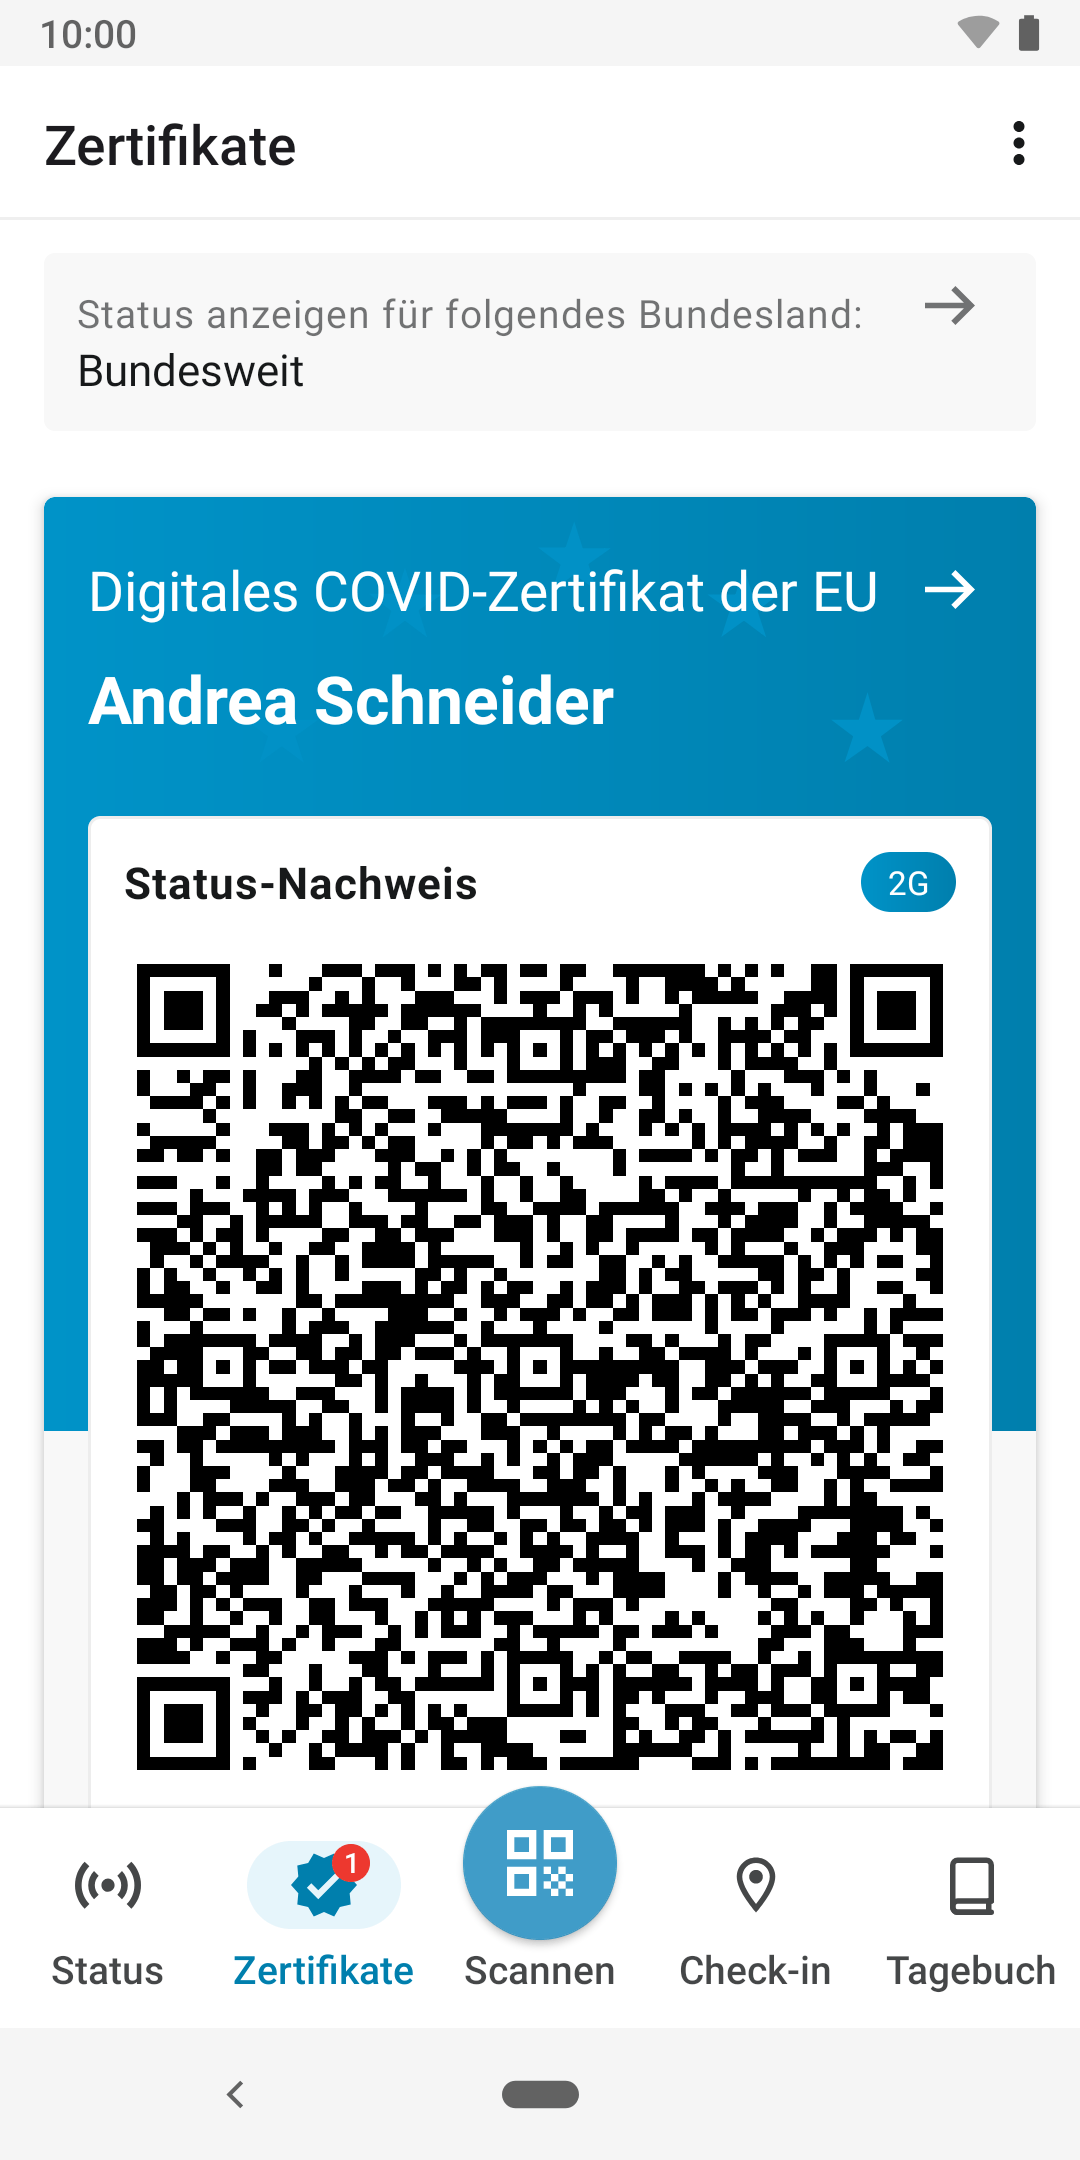 10:00
Zertifikate
Status anzeigen für folgendes Bundesland:
Bundesweit
Digitales COVID-Zertifikat der EU
Andrea Schneider
Status-Nachweis
2G
1
Status
Zertifikate
Scannen
Check-in
Tagebuch